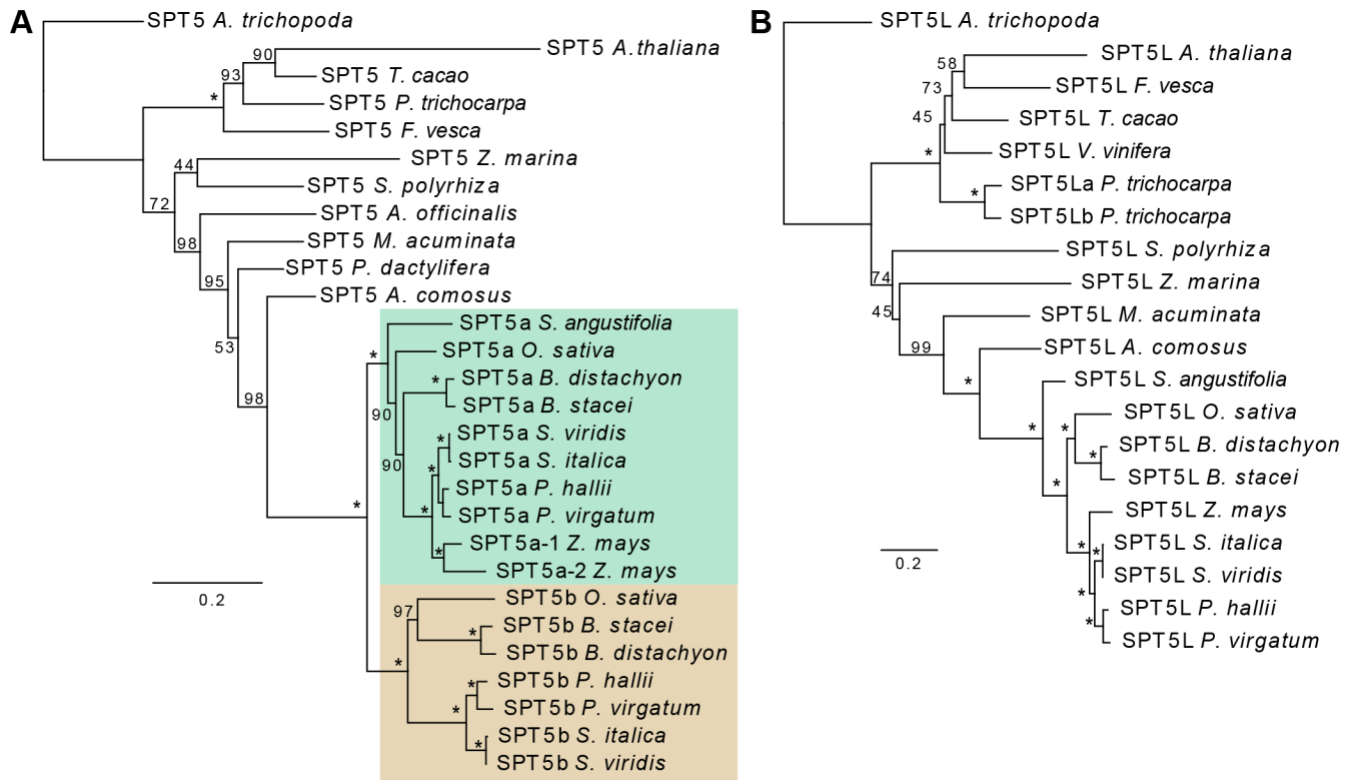 A
SPT5 A. trichopoda
90
SPT5 A.thaliana
93
SPT5 T. cacao
*
SPT5 P. trichocarpa
SPT5 F. vesca
44
SPT5 Z. marina
72
SPT5 S. polyrhiza
98
SPT5 A. officinalis
95
SPT5 M. acuminata
SPT5 P. dactylifera
53
SPT5 A. comosus
98
*
*
SPT5a S. angustifolia
90
SPT5a O. sativa
90
*
SPT5a B. distachyon
SPT5a B. stacei
*
SPT5a S. viridis
*
SPT5a S. italica
SPT5a P. hallii
*
SPT5a P. virgatum
*
SPT5a-1 Z. mays
SPT5a-2 Z. mays
0.2
97
SPT5b O. sativa
*
*
SPT5b B. stacei
SPT5b B. distachyon
*
SPT5b P. hallii
*
SPT5b P. virgatum
*
SPT5b S. italica
SPT5b S. viridis
B
SPT5L A. trichopoda
58
SPT5L A. thaliana
73
SPT5L F. vesca
45
SPT5L T. cacao
*
SPT5L V. vinifera
*
SPT5La P. trichocarpa
SPT5Lb P. trichocarpa
74
SPT5L S. polyrhiza
45
SPT5L Z. marina
99
SPT5L M. acuminata
*
SPT5L A. comosus
*
SPT5L S. angustifolia
*
SPT5L O. sativa
*
*
SPT5L B. distachyon
SPT5L B. stacei
*
SPT5L Z. mays
*
SPT5L S. italica
*
SPT5L S. viridis
*
SPT5L P. hallii
SPT5L P. virgatum
0.2